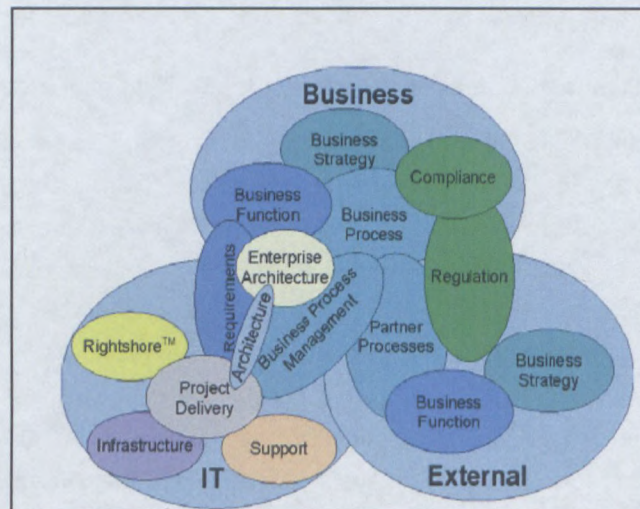 Business
Business
Strategy
Compliance
Business
Function
Business
Process
Enterprise
Architecture
Requirements
Architecture
Business Process
Management
Regulation
Partner
Processes
Rightshore™
Project
Delivery
Business
Strategy
Business
Function
Infrastructure
Support
IT
External